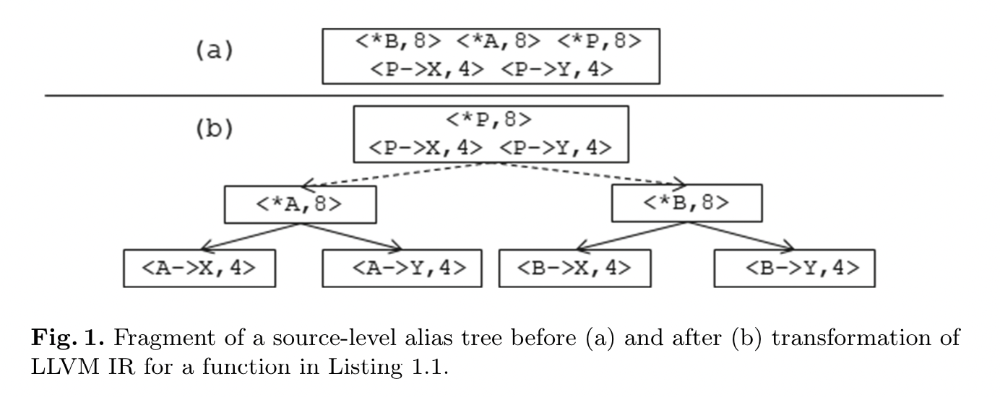 (a)
<*B,8> <*A,8> <*P,8>
<P->X,4> <P->Y,4>
(b)
<*P,8>
<P->X,4> <P->Y,4>
<*A,8>
<*B,8>
<A->X,4>
<A->Y,4>
<B->X,4>
<B->Y,4>
Fig. 1. Fragment of a source-level alias tree before (a) and after (b) transformation of
LLVM IR for a function in Listing 1.1.